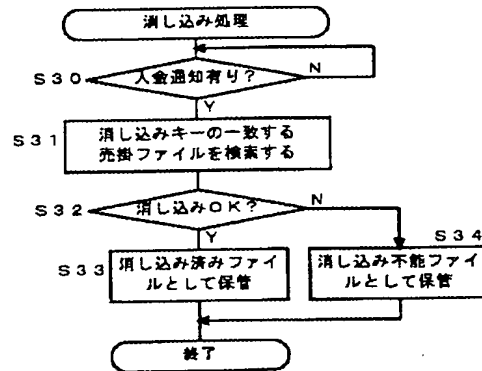 消し込み処理
S30
入金通知有り?
N
Y
S31
消し込みキーの一致する
売掛ファイルを検索する
S32
消し込みOK?
N
Y
S33
消し込み済みファイ
ルとして保管
S34
消し込み不能ファイ
ルとして保管
終了